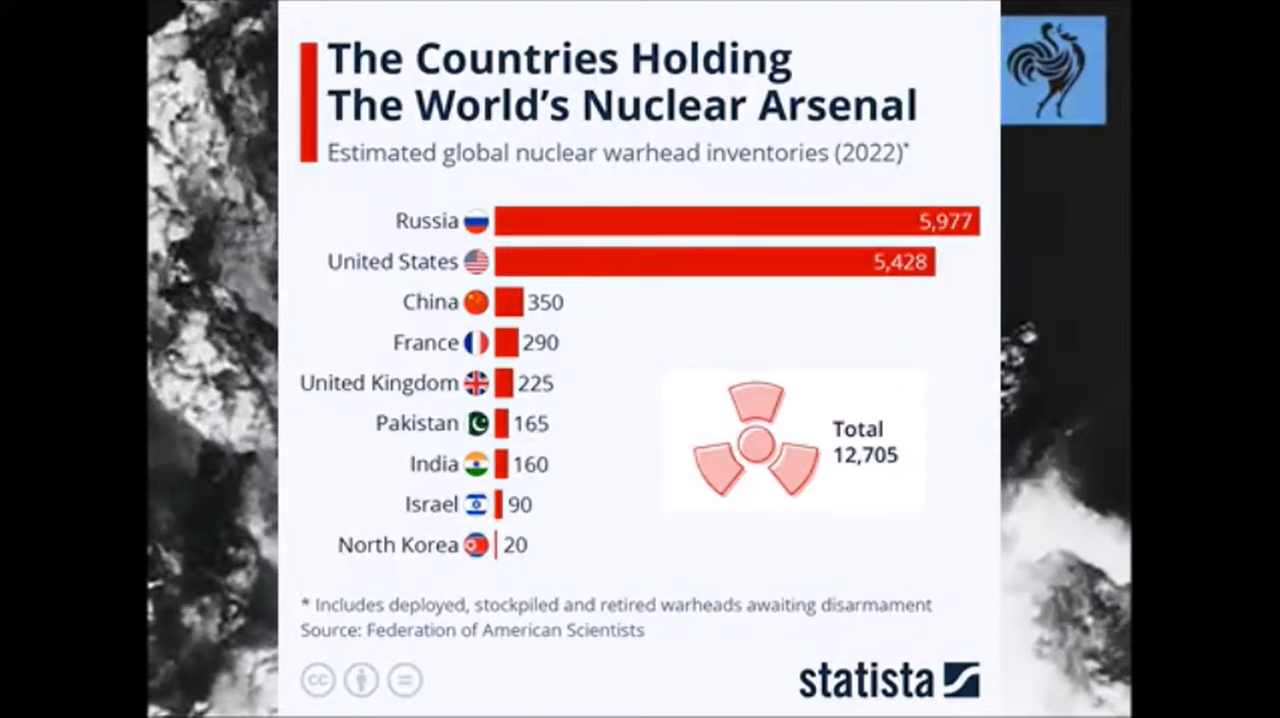 The Countries Holding
The World's Nuclear Arsenal
Estimated global nuclear warhead inventories (2022)*
Russia 5,977
United States 5,428
China 350
France 290
United Kingdom 225
Pakistan 165
India 160
Israel 90
North Korea 20
Total
12,705
* Includes deployed, stockpiled and retired warheads awaiting disarmament
Source: Federation of American Scientists
cc
statista